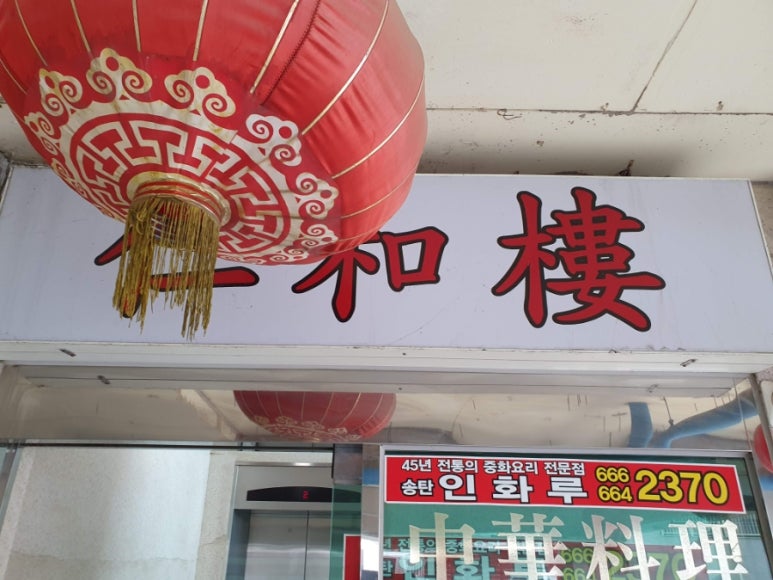 和樓
45년 전통의 중화요리 전문점
송탄 인화루 666 664 2370
中華料理
2